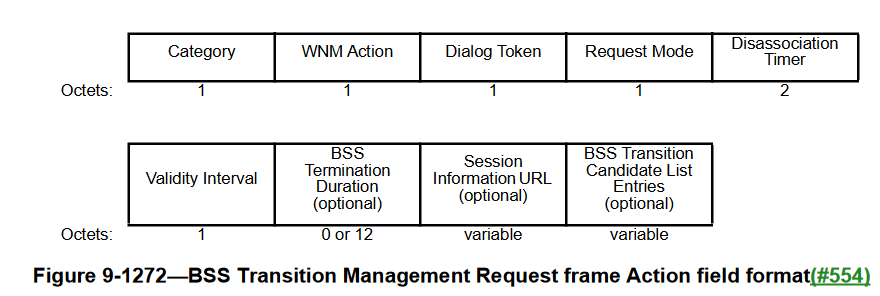 Category WNM Action Dialog Token Request Mode Disassociation Timer
Octets: 1 1 1 1 2
Validity Interval BSS Termination Duration (optional) Session Information URL (optional) BSS Transition Candidate List Entries (optional)
Octets: 1 0 or 12 variable variable
Figure 9-1272—BSS Transition Management Request frame Action field format(#554)